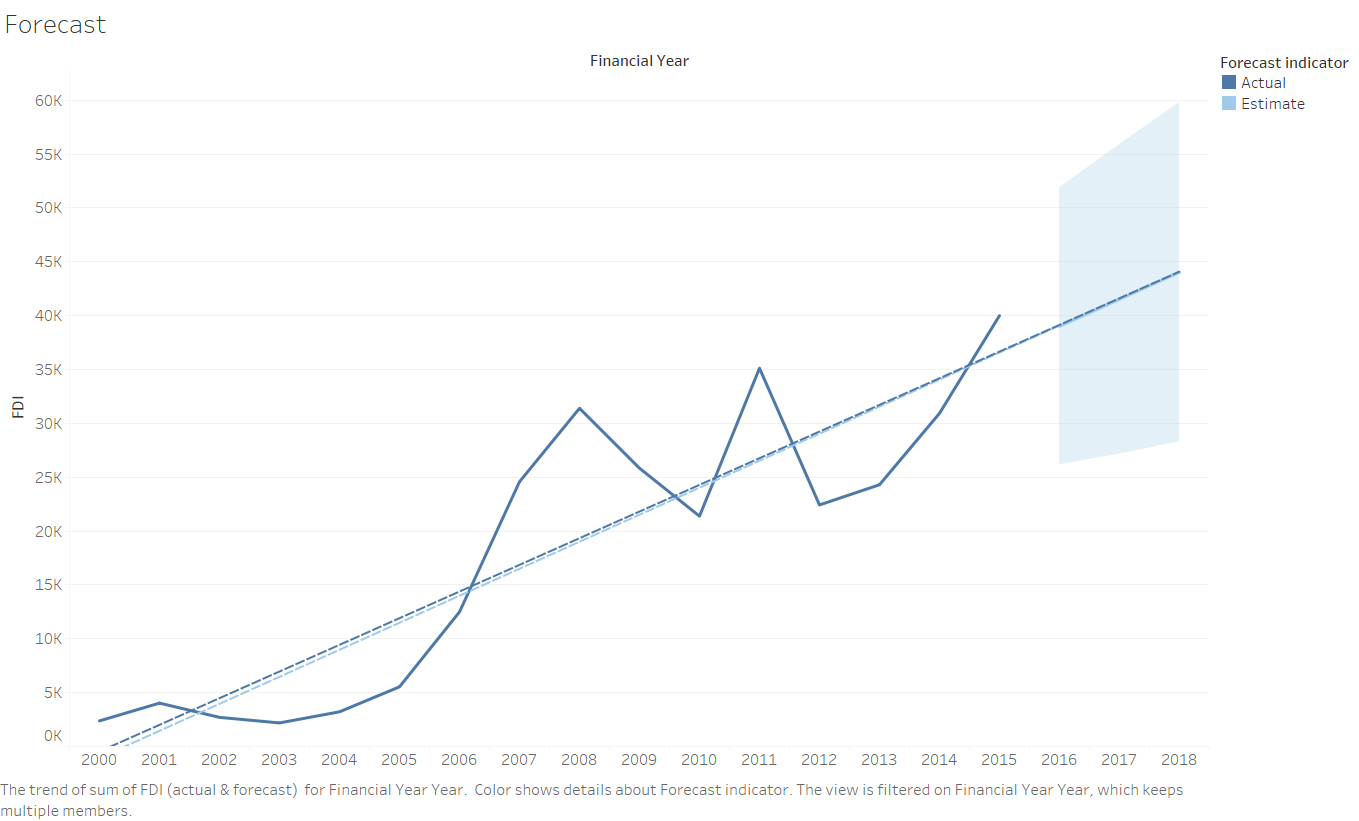 Forecast
Financial Year
Forecast indicator
Actual
Estimate
60K
55K
50K
45K
40K
35K
30K
25K
20K
15K
10K
5K
0K
FDI
2000 2001 2002 2003 2004 2005 2006 2007 2008 2009 2010 2011 2012 2013 2014 2015 2016 2017 2018
The trend of sum of FDI (actual & forecast)  for Financial Year Year.  Color shows details about Forecast indicator. The view is filtered on Financial Year Year, which keeps
multiple members.